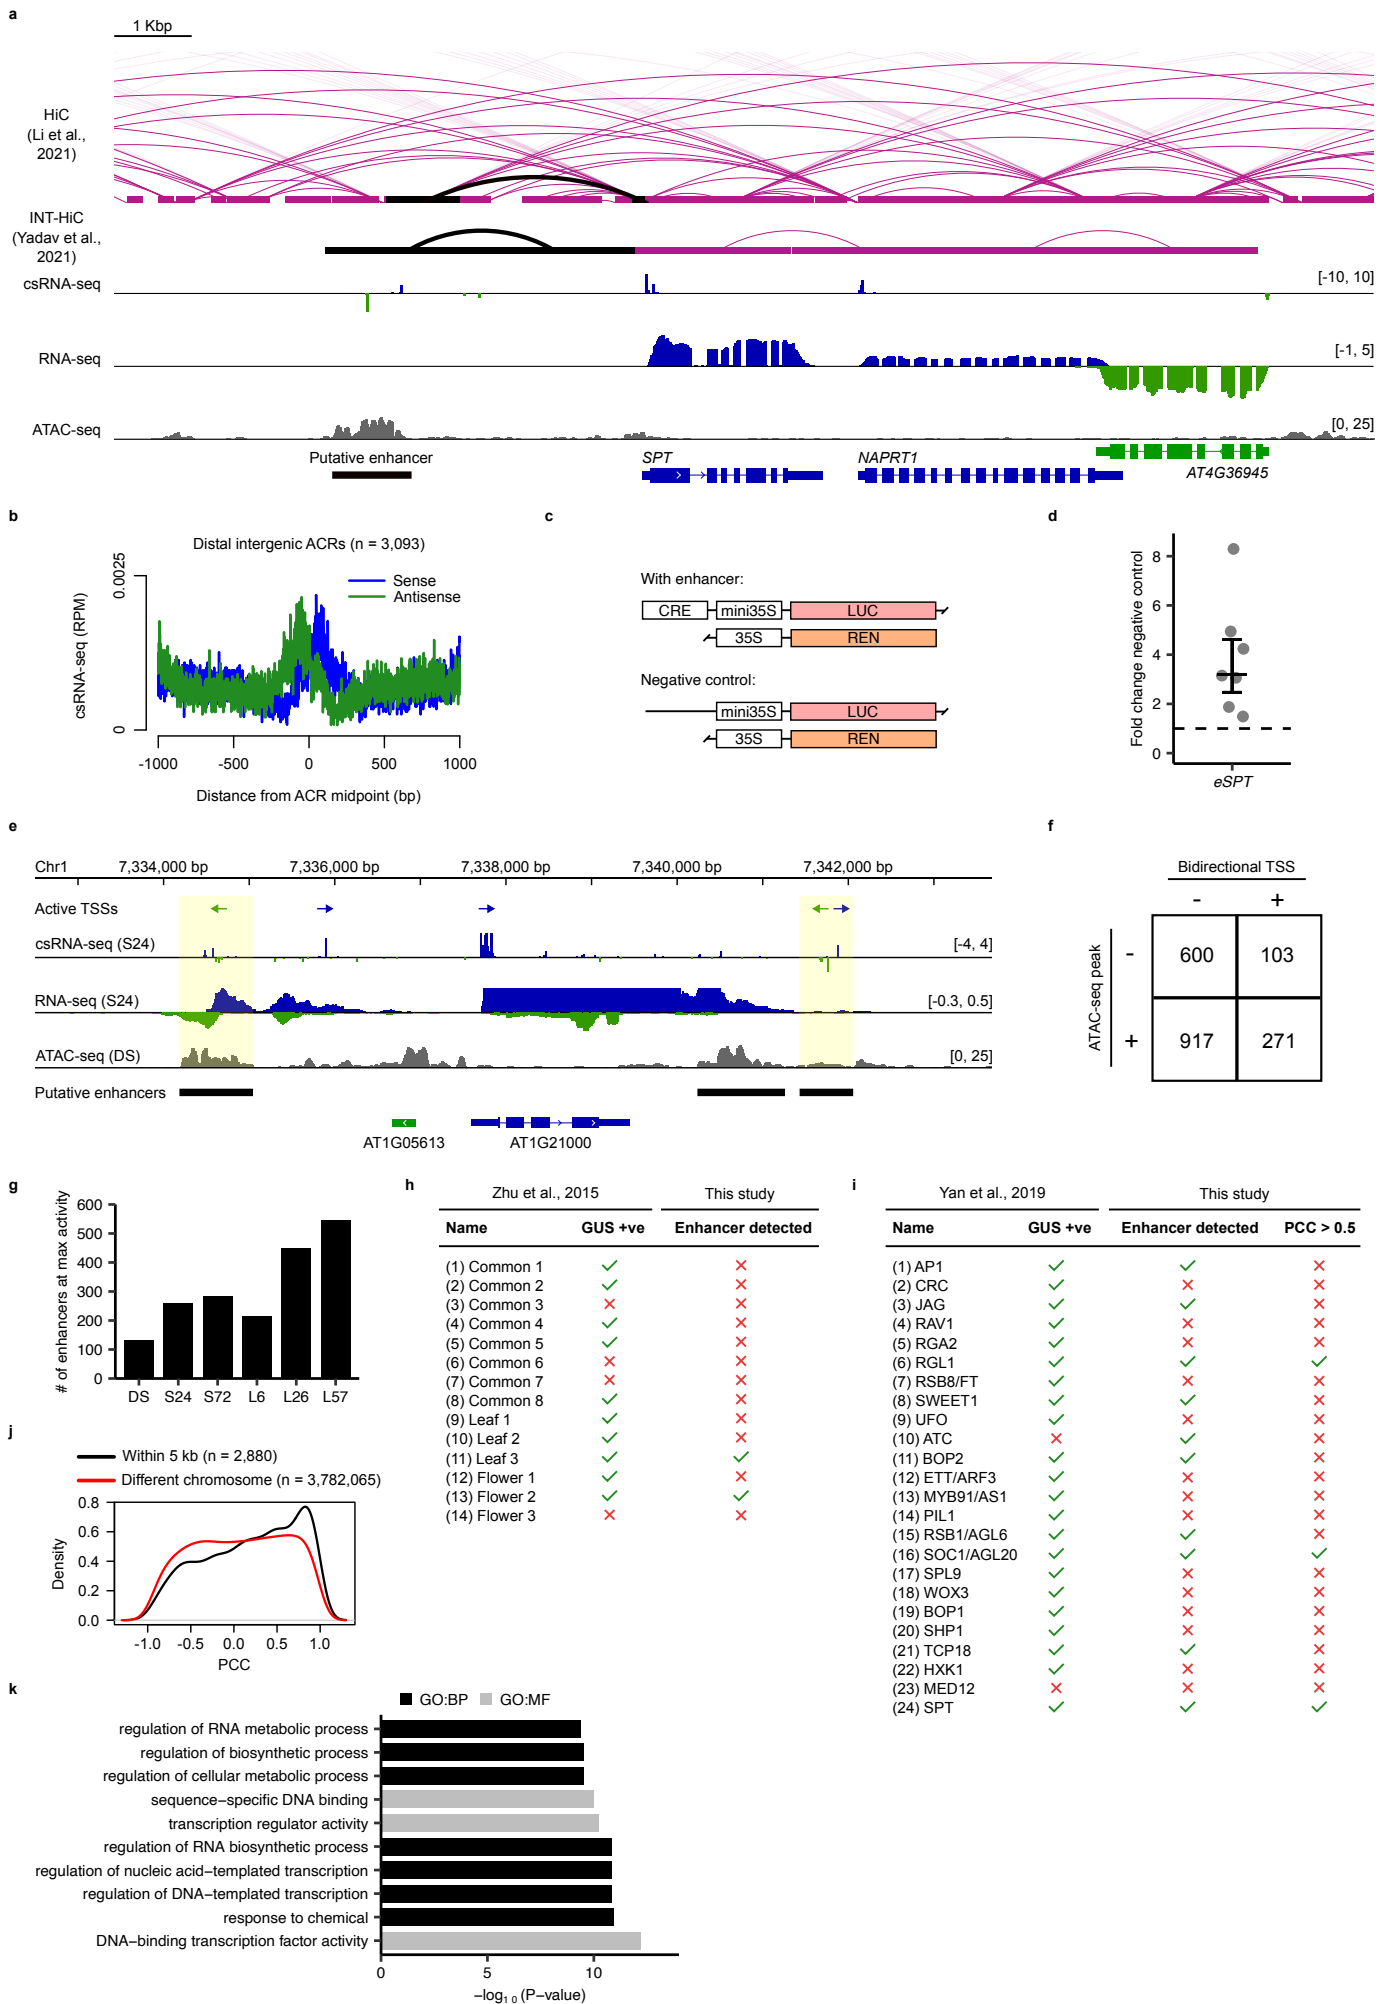 a
1 Kbp
HiC
(Li et al.,
2021)
INT-HiC
(Yadav et al.,
2021)
csRNA-seq
[-10, 10]
RNA-seq
[-1, 5]
ATAC-seq
[0, 25]
Putative enhancer
SPT
NAPRT1
AT4G36945
b
Distal intergenic ACRs (n = 3,093)
Sense
Antisense
csRNA-seq (RPM)
0.0025
0
-1000 -500 0 500 1000
Distance from ACR midpoint (bp)
c
With enhancer:
CRE mini35S LUC
35S REN
Negative control:
mini35S LUC
35S REN
d
Fold change negative control
8
6
4
2
0
eSPT
e
Chr1 7,334,000 bp 7,336,000 bp 7,338,000 bp 7,340,000 bp 7,342,000 bp
Active TSSs
csRNA-seq (S24) [-4, 4]
RNA-seq (S24) [-0.3, 0.5]
ATAC-seq (DS) [0, 25]
Putative enhancers
AT1G05613 AT1G21000
f
Bidirectional TSS
- +
ATAC-seq peak
- 600 103
+ 917 271
g
# of enhancers at max activity
600
500
400
300
200
100
0
DS S24 S72 L6 L26 L57
h
Zhu et al., 2015 This study
Name GUS +ve Enhancer detected
(1) Common 1 ✓ ✗
(2) Common 2 ✓ ✗
(3) Common 3 ✗ ✗
(4) Common 4 ✓ ✗
(5) Common 5 ✓ ✗
(6) Common 6 ✗ ✗
(7) Common 7 ✗ ✗
(8) Common 8 ✓ ✗
(9) Leaf 1 ✓ ✗
(10) Leaf 2 ✓ ✗
(11) Leaf 3 ✓ ✓
(12) Flower 1 ✓ ✗
(13) Flower 2 ✓ ✓
(14) Flower 3 ✗ ✗
i
Yan et al., 2019 This study
Name GUS +ve Enhancer detected PCC > 0.5
(1) AP1 ✓ ✓ ✗
(2) CRC ✓ ✗ ✗
(3) JAG ✓ ✓ ✗
(4) RAV1 ✓ ✗ ✗
(5) RGA2 ✓ ✗ ✗
(6) RGL1 ✓ ✓ ✓
(7) RSB8/FT ✓ ✗ ✗
(8) SWEET1 ✓ ✓ ✗
(9) UFO ✓ ✗ ✗
(10) ATC ✗ ✓ ✗
(11) BOP2 ✓ ✓ ✗
(12) ETT/ARF3 ✓ ✗ ✗
(13) MYB91/AS1 ✓ ✗ ✗
(14) PIL1 ✓ ✗ ✗
(15) RSB1/AGL6 ✓ ✓ ✗
(16) SOC1/AGL20 ✓ ✓ ✓
(17) SPL9 ✓ ✗ ✗
(18) WOX3 ✓ ✗ ✗
(19) BOP1 ✓ ✗ ✗
(20) SHP1 ✓ ✗ ✗
(21) TCP18 ✓ ✓ ✗
(22) HXK1 ✓ ✗ ✗
(23) MED12 ✗ ✗ ✗
(24) SPT ✓ ✓ ✓
j
Within 5 kb (n = 2,880)
Different chromosome (n = 3,782,065)
Density
0.8
0.6
0.4
0.2
0.0
-1.0 -0.5 0.0 0.5 1.0
PCC
k
GO:BP GO:MF
regulation of RNA metabolic process
regulation of biosynthetic process
regulation of cellular metabolic process
sequence−specific DNA binding
transcription regulator activity
regulation of RNA biosynthetic process
regulation of nucleic acid−templated transcription
regulation of DNA−templated transcription
response to chemical
DNA−binding transcription factor activity
0 5 10
−log₁₀ (P−value)